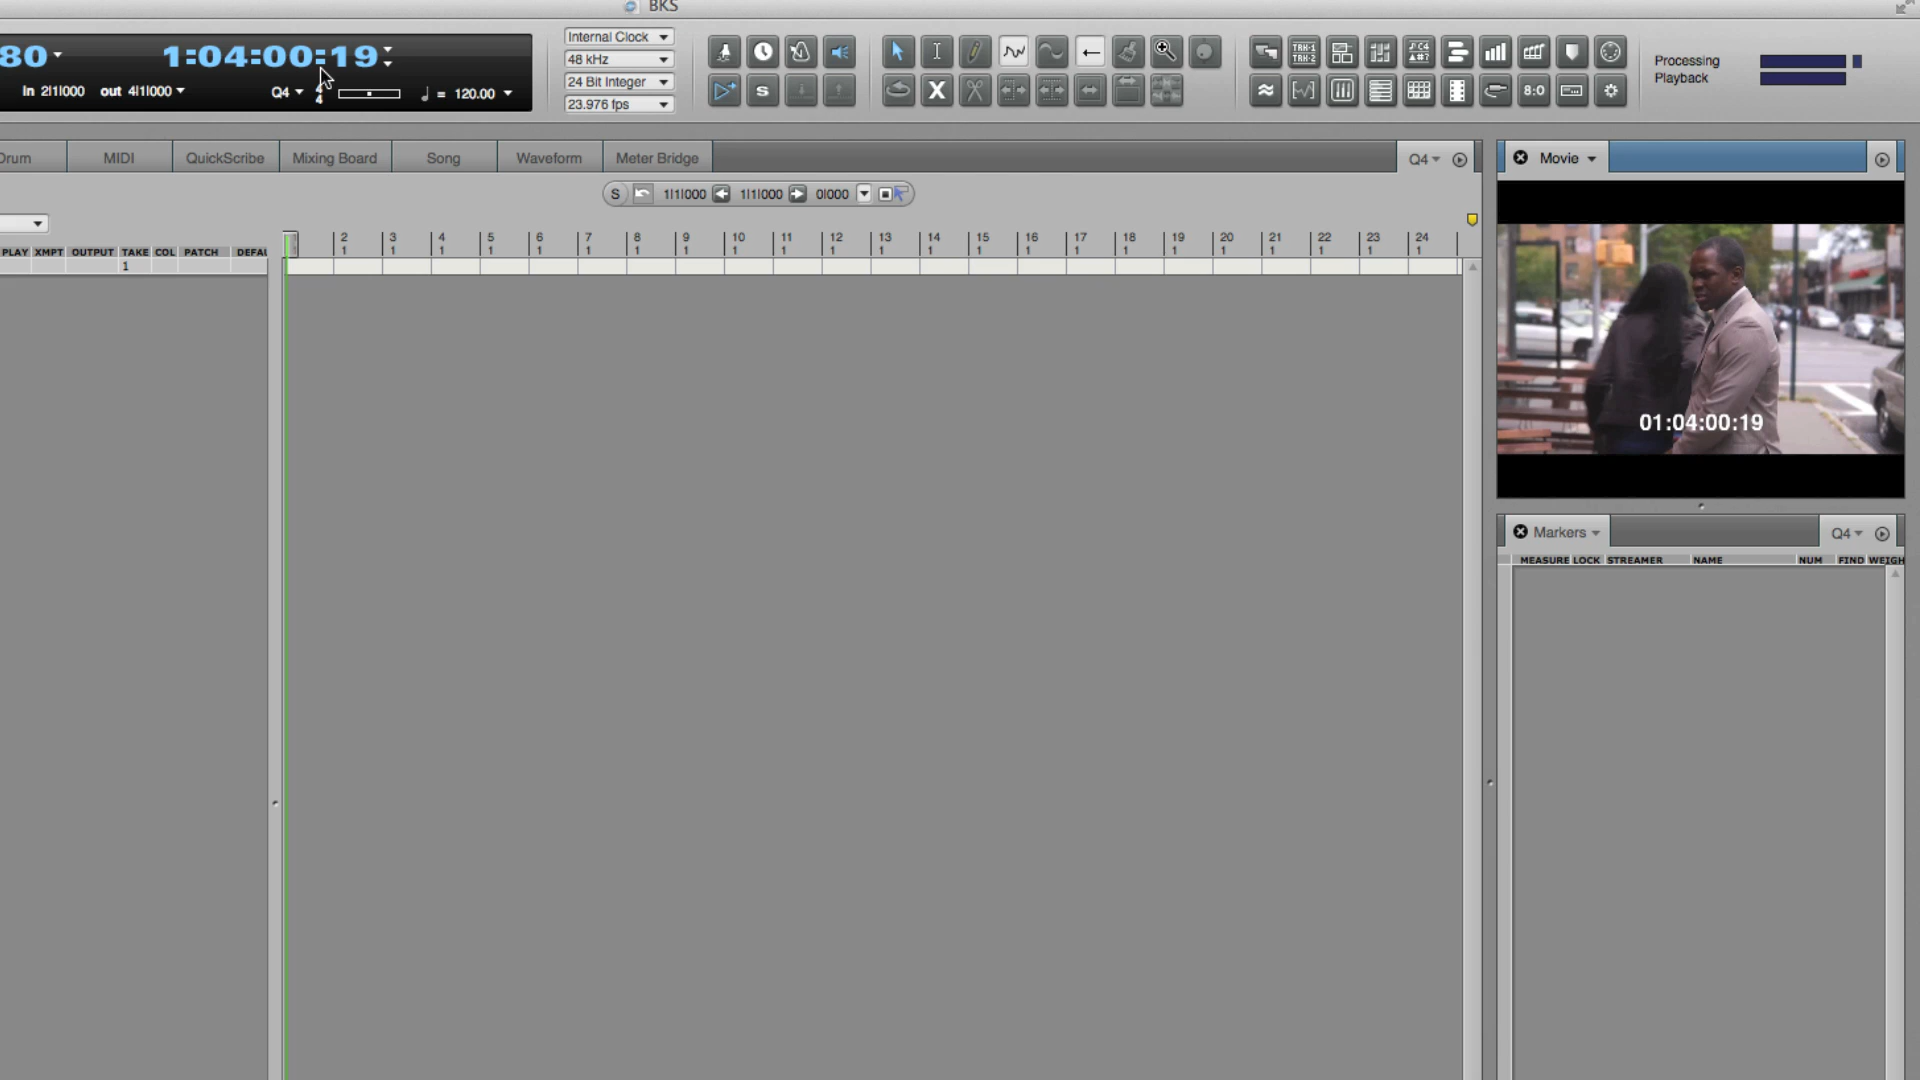 BKS
80 1:04:00:19
In 2|1|000 out 4|1|000 Q4 4 = 120.00
Internal Clock
48 kHz
24 Bit Integer
23.976 fps
X S
TRK-1
TRK-2
8:0
Processing
Playback
Drum MIDI QuickScribe Mixing Board Song Waveform Meter Bridge Q4
S 1|1|000 1|1|000 0|000
PLAY XMPT OUTPUT TAKE COL PATCH DEFAU
1
2 3 4 5 6 7 8 9 10 11 12 13 14 15 16 17 18 19 20 21 22 23 24
1 1 1 1 1 1 1 1 1 1 1 1 1 1 1 1 1 1 1 1 1 1 1
Movie
01:04:00:19
Markers Q4
MEASURE LOCK STREAMER NAME NUM FIND WEIGH